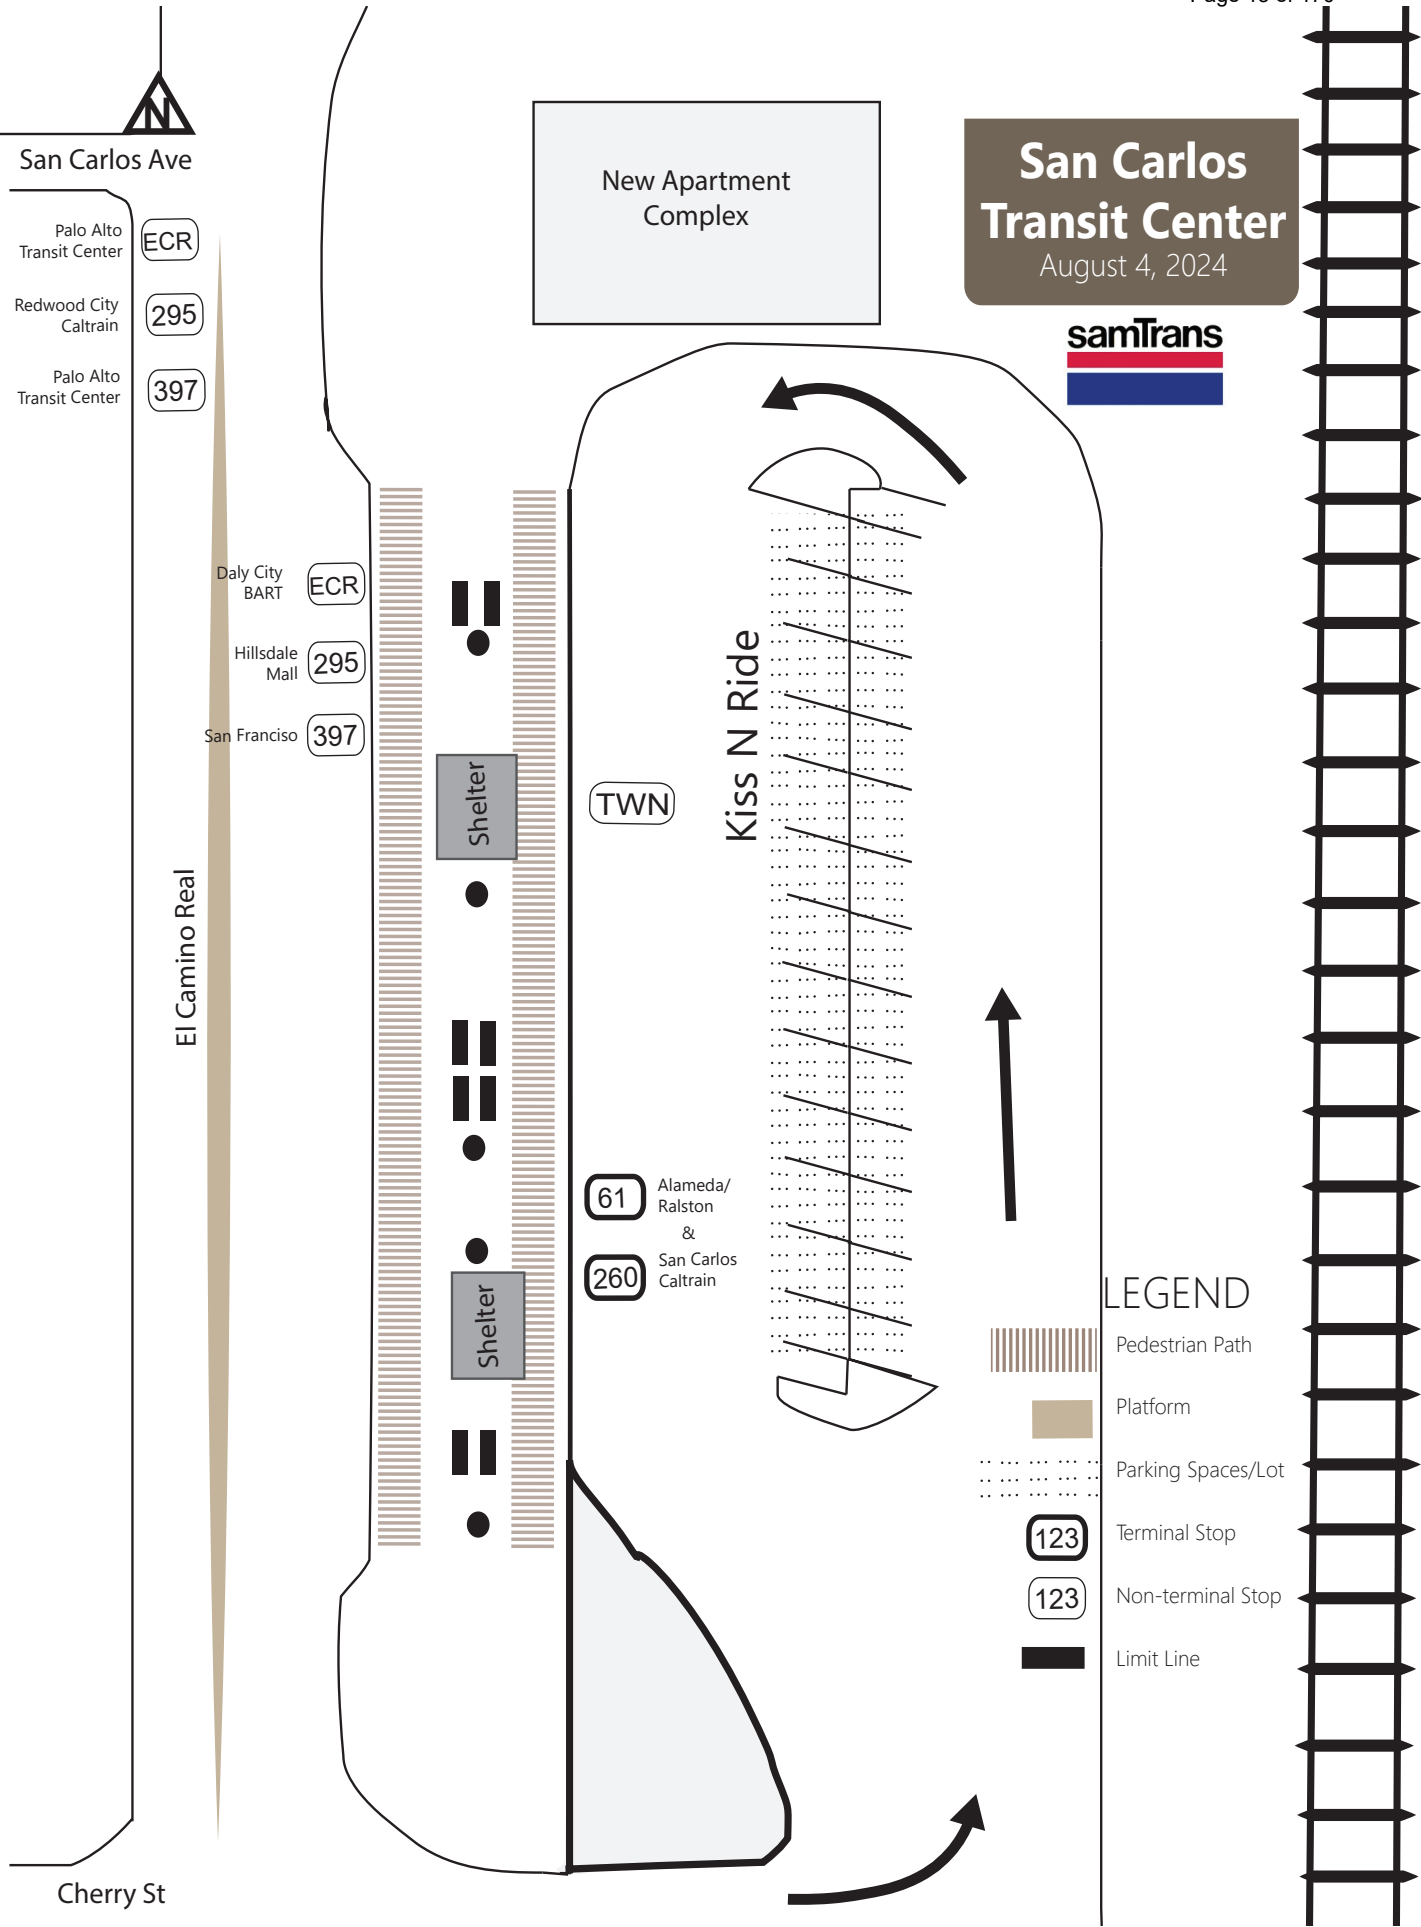 San Carlos Ave
N
Palo Alto
Transit Center
ECR
Redwood City
Caltrain
295
Palo Alto
Transit Center
397
New Apartment
Complex
San Carlos
Transit Center
August 4, 2024
samTrans
Daly City
BART
ECR
Hillsdale
Mall
295
San Franciso
397
Shelter
TWN
Kiss N Ride
El Camino Real
61
Alameda/
Ralston
&
260
San Carlos
Caltrain
Shelter
LEGEND
Pedestrian Path
Platform
Parking Spaces/Lot
123
Terminal Stop
123
Non-terminal Stop
Limit Line
Cherry St